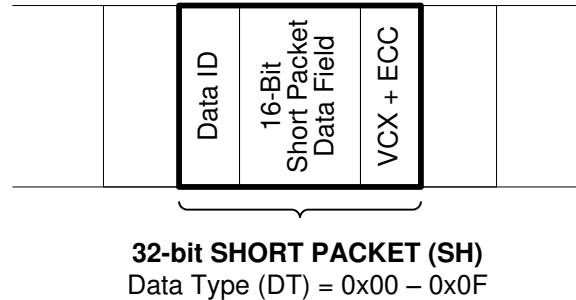 Data ID
16-Bit
Short Packet
Data Field
VCX + ECC
32-bit SHORT PACKET (SH)
Data Type (DT) = 0x00 – 0x0F